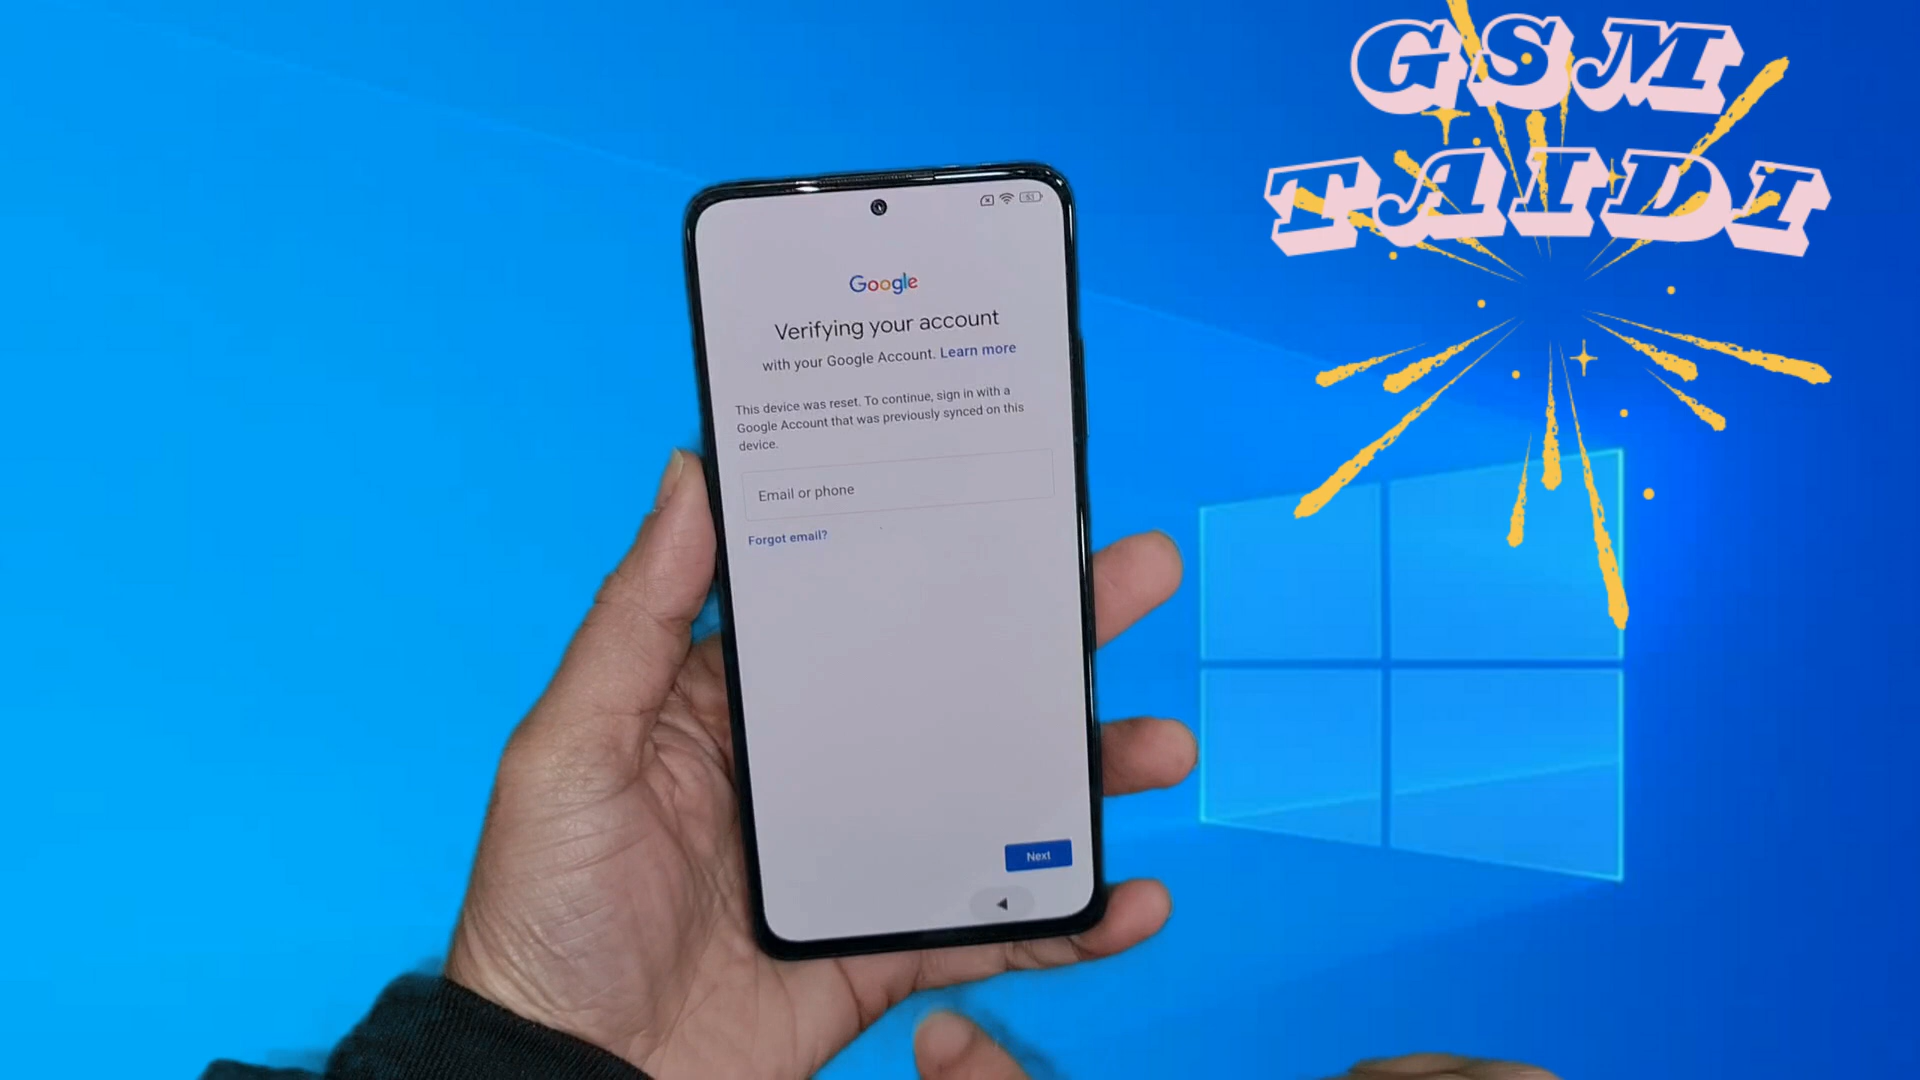 GSM
TAIDI
53
Google
Verifying your account
with your Google Account. Learn more
This device was reset. To continue, sign in with a
Google Account that was previously synced on this
device.
Email or phone
Forgot email?
Next